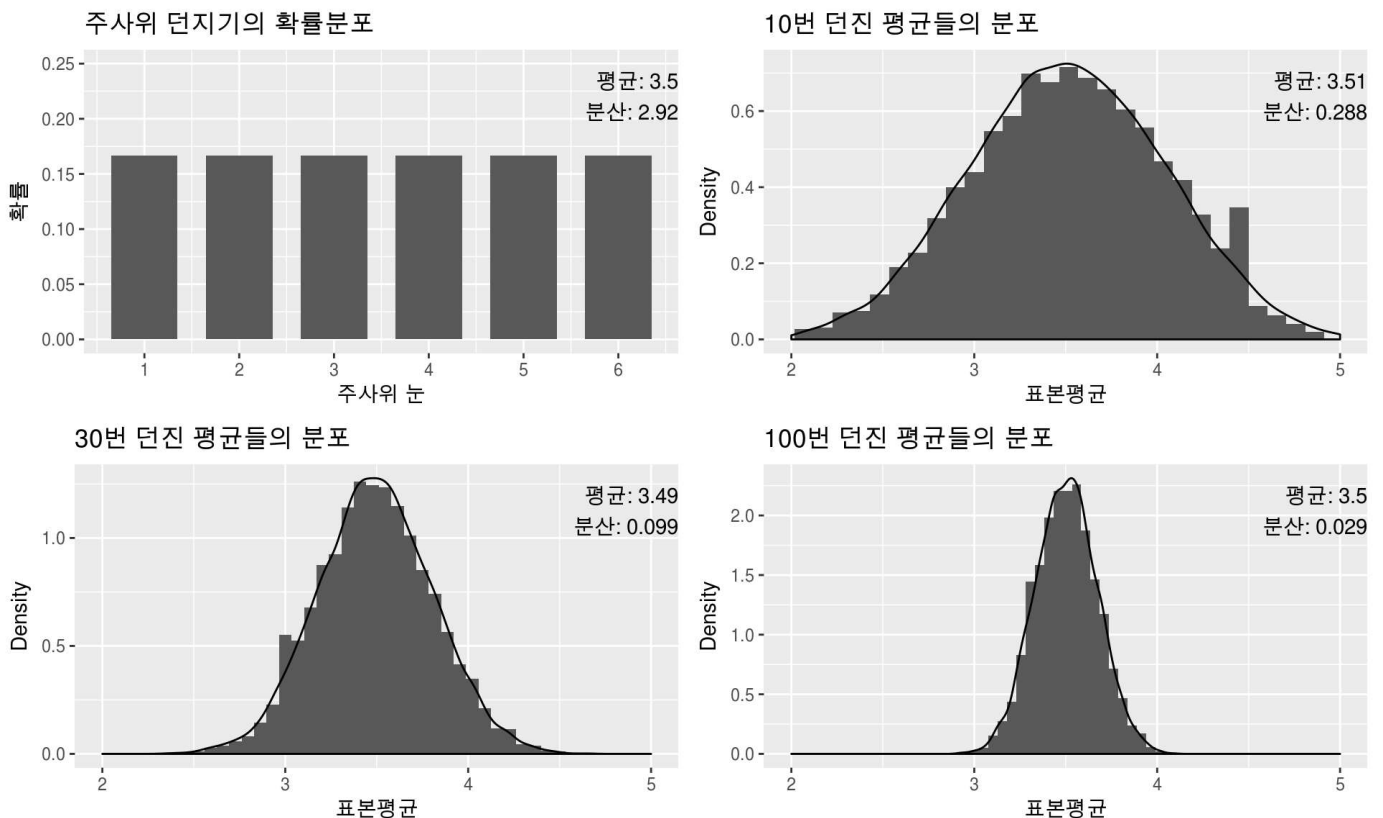 주사위 던지기의 확률분포
평균: 3.5
분산: 2.92
0.25
0.20
0.15
0.10
0.05
0.00
확률
1 2 3 4 5 6
주사위 눈
10번 던진 평균들의 분포
평균: 3.51
분산: 0.288
0.6
0.4
0.2
0.0
Density
2 3 4 5
표본평균
30번 던진 평균들의 분포
평균: 3.49
분산: 0.099
1.0
0.5
0.0
Density
2 3 4 5
표본평균
100번 던진 평균들의 분포
평균: 3.5
분산: 0.029
2.0
1.5
1.0
0.5
0.0
Density
2 3 4 5
표본평균